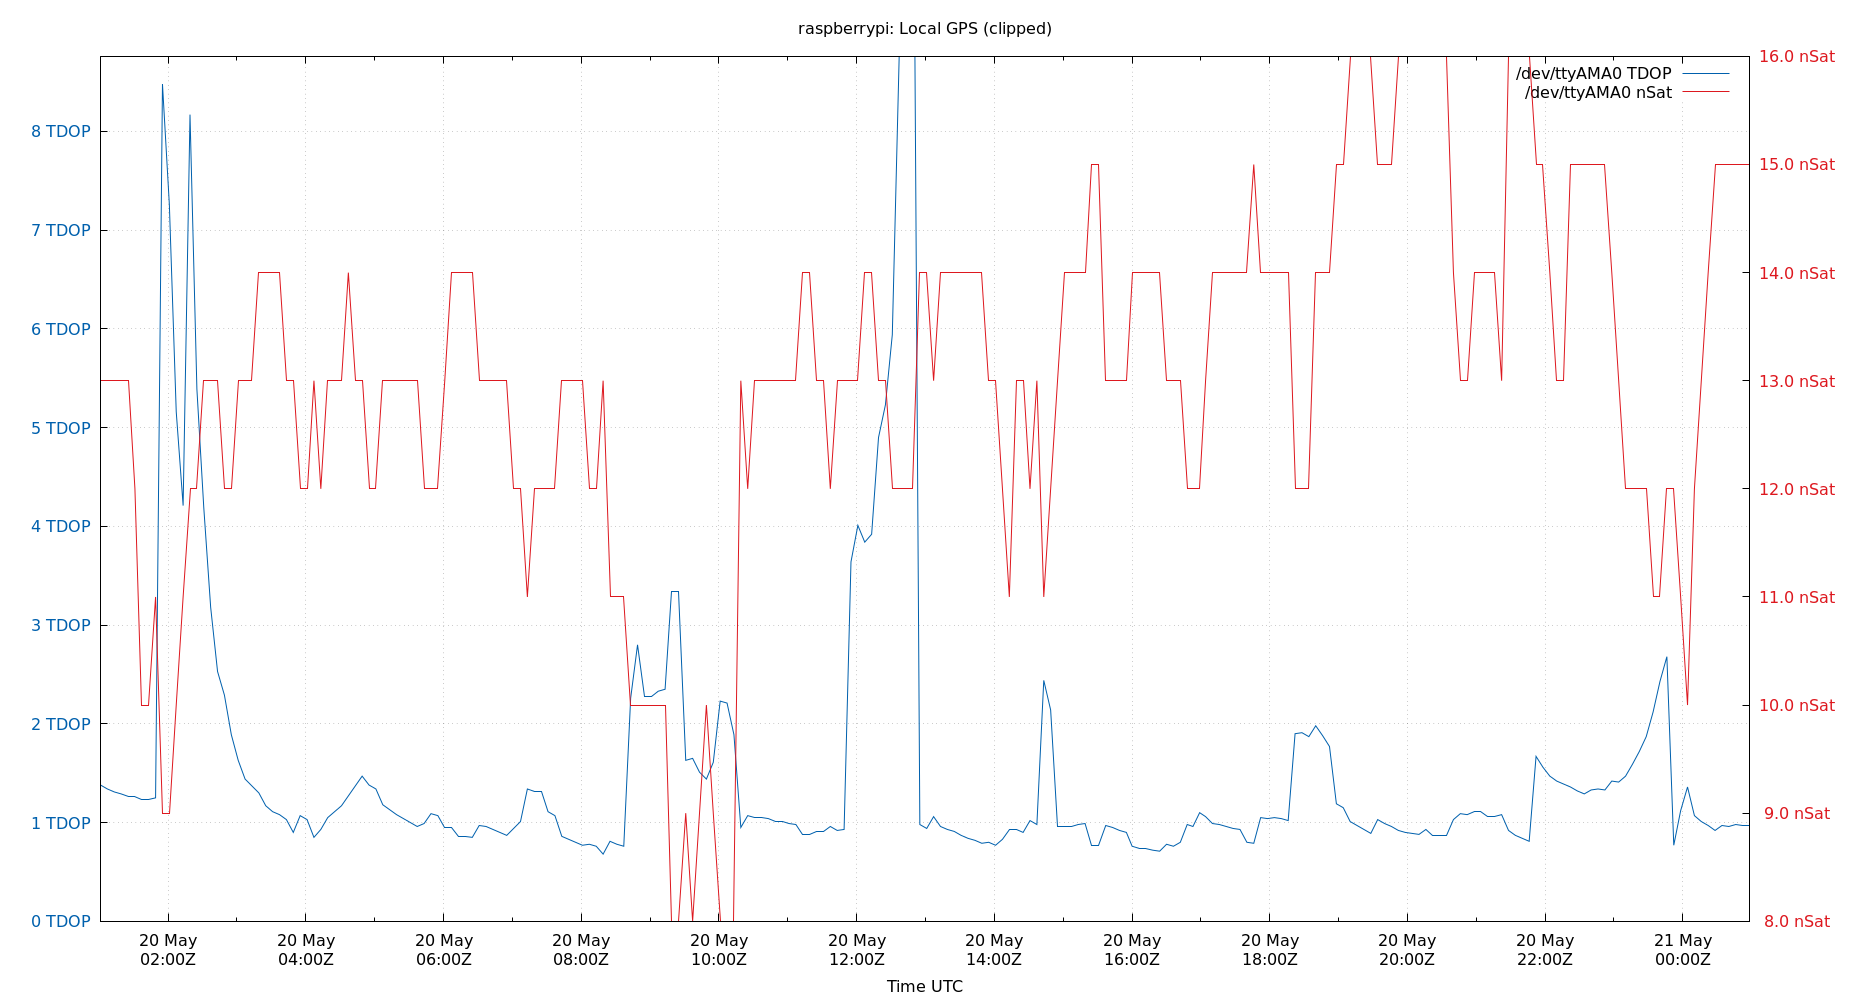 raspberrypi: Local GPS (clipped)
16.0 nSat
/dev/ttyAMA0 TDOP
/dev/ttyAMA0 nSat
8 TDOP
15.0 nSat
7 TDOP
14.0 nSat
6 TDOP
13.0 nSat
5 TDOP
12.0 nSat
4 TDOP
11.0 nSat
3 TDOP
10.0 nSat
2 TDOP
9.0 nSat
1 TDOP
0 TDOP
8.0 nSat
20 May 20 May 20 May 20 May 20 May 20 May 20 May 20 May 20 May 20 May 20 May 21 May
02:00Z 04:00Z 06:00Z 08:00Z 10:00Z 12:00Z 14:00Z 16:00Z 18:00Z 20:00Z 22:00Z 00:00Z
Time UTC